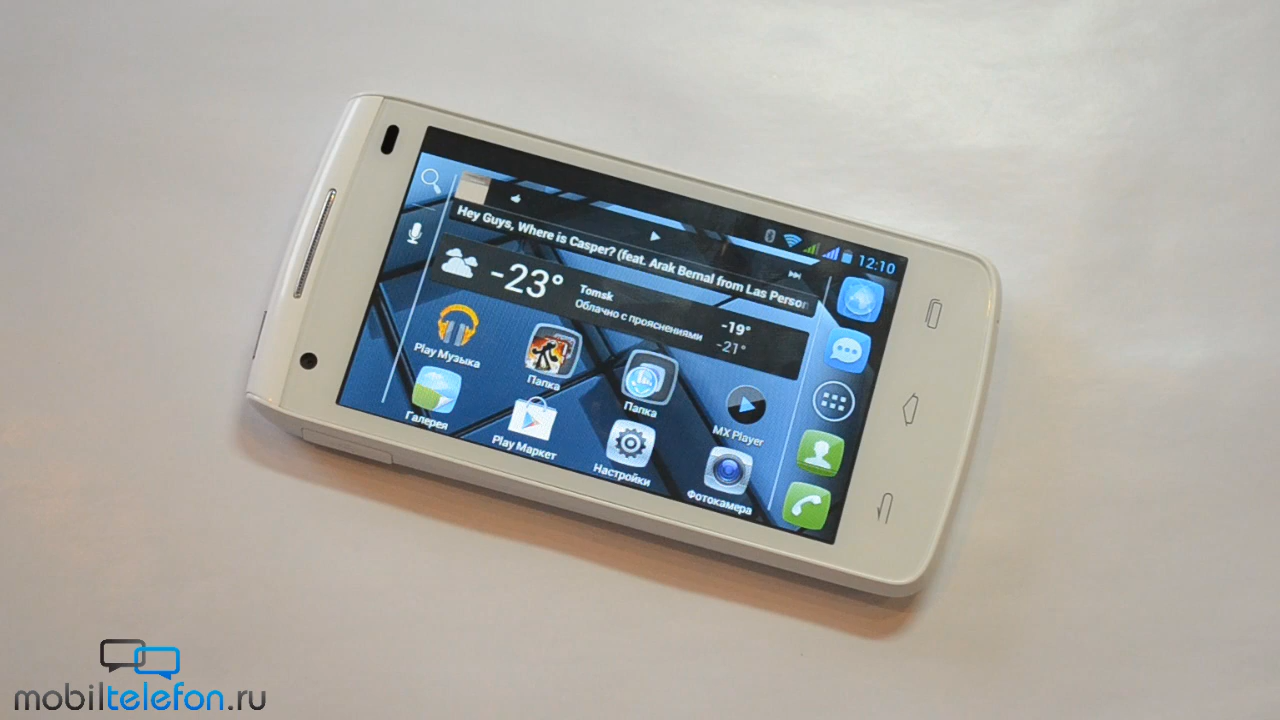 12:10
Hey Guys, Where is Casper? (feat. Arak Bernal from Las Person
-23°
Tomsk
Облачно с прояснениями
-19°
-21°
Play Музыка
Папка
Папка
MX Player
Галерея
Play Маркет
Настройки
Фотокамера
mobiltelefon.ru